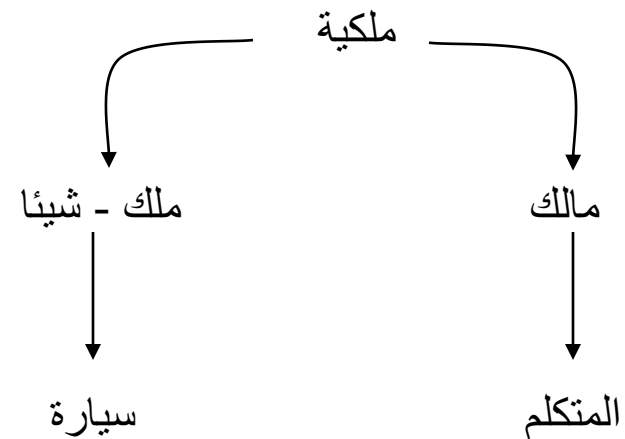 ملكية
مالك
ملك - شيئا
المتكلم
سيارة